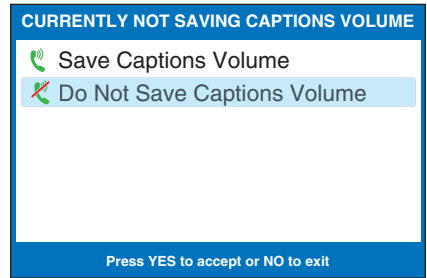 CURRENTLY NOT SAVING CAPTIONS VOLUME
Save Captions Volume
Do Not Save Captions Volume
Press YES to accept or NO to exit